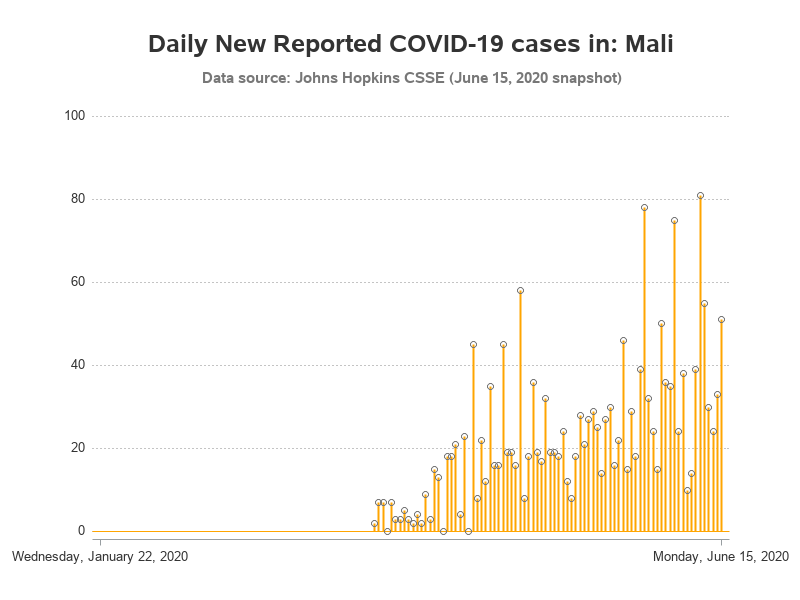 Daily New Reported COVID-19 cases in: Mali
Data source: Johns Hopkins CSSE (June 15, 2020 snapshot)
100
80
60
40
20
0
Wednesday, January 22, 2020
Monday, June 15, 2020